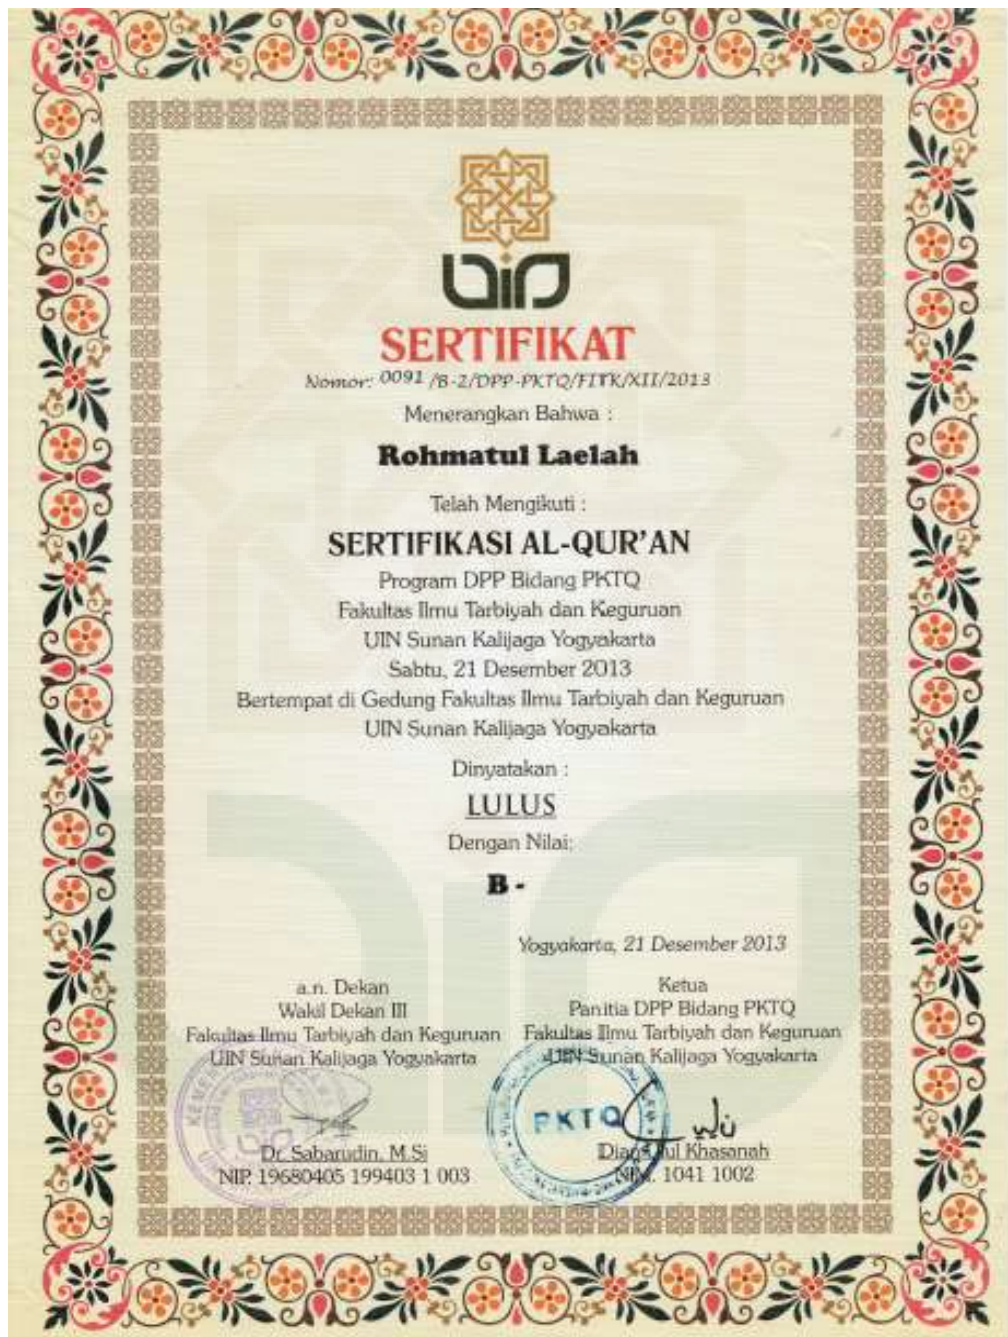 uin
SERTIFIKAT
Nomor: 0091 /B-2/DPP-PKTQ/FITK/XII/2013
Menerangkan Bahwa :
Rohmatul Laelah
Telah Mengikuti :
SERTIFIKASI AL-QUR'AN
Program DPP Bidang PKTQ
Fakultas Ilmu Tarbiyah dan Keguruan
UIN Sunan Kalijaga Yogyakarta
Sabtu, 21 Desember 2013
Bertempat di Gedung Fakultas Ilmu Tarbiyah dan Keguruan
UIN Sunan Kalijaga Yogyakarta
Dinyatakan :
LULUS
Dengan Nilai:
B -
Yogyakarta, 21 Desember 2013
a.n. Dekan
Wakil Dekan III
Fakultas Ilmu Tarbiyah dan Keguruan
UIN Sunan Kalijaga Yogyakarta
Dr. Sabarudin, M.Si
NIP. 19680405 199403 1 003
Ketua
Panitia DPP Bidang PKTQ
Fakultas Ilmu Tarbiyah dan Keguruan
UIN Sunan Kalijaga Yogyakarta
PKTQ
Khasanah
NIM. 1041 1002